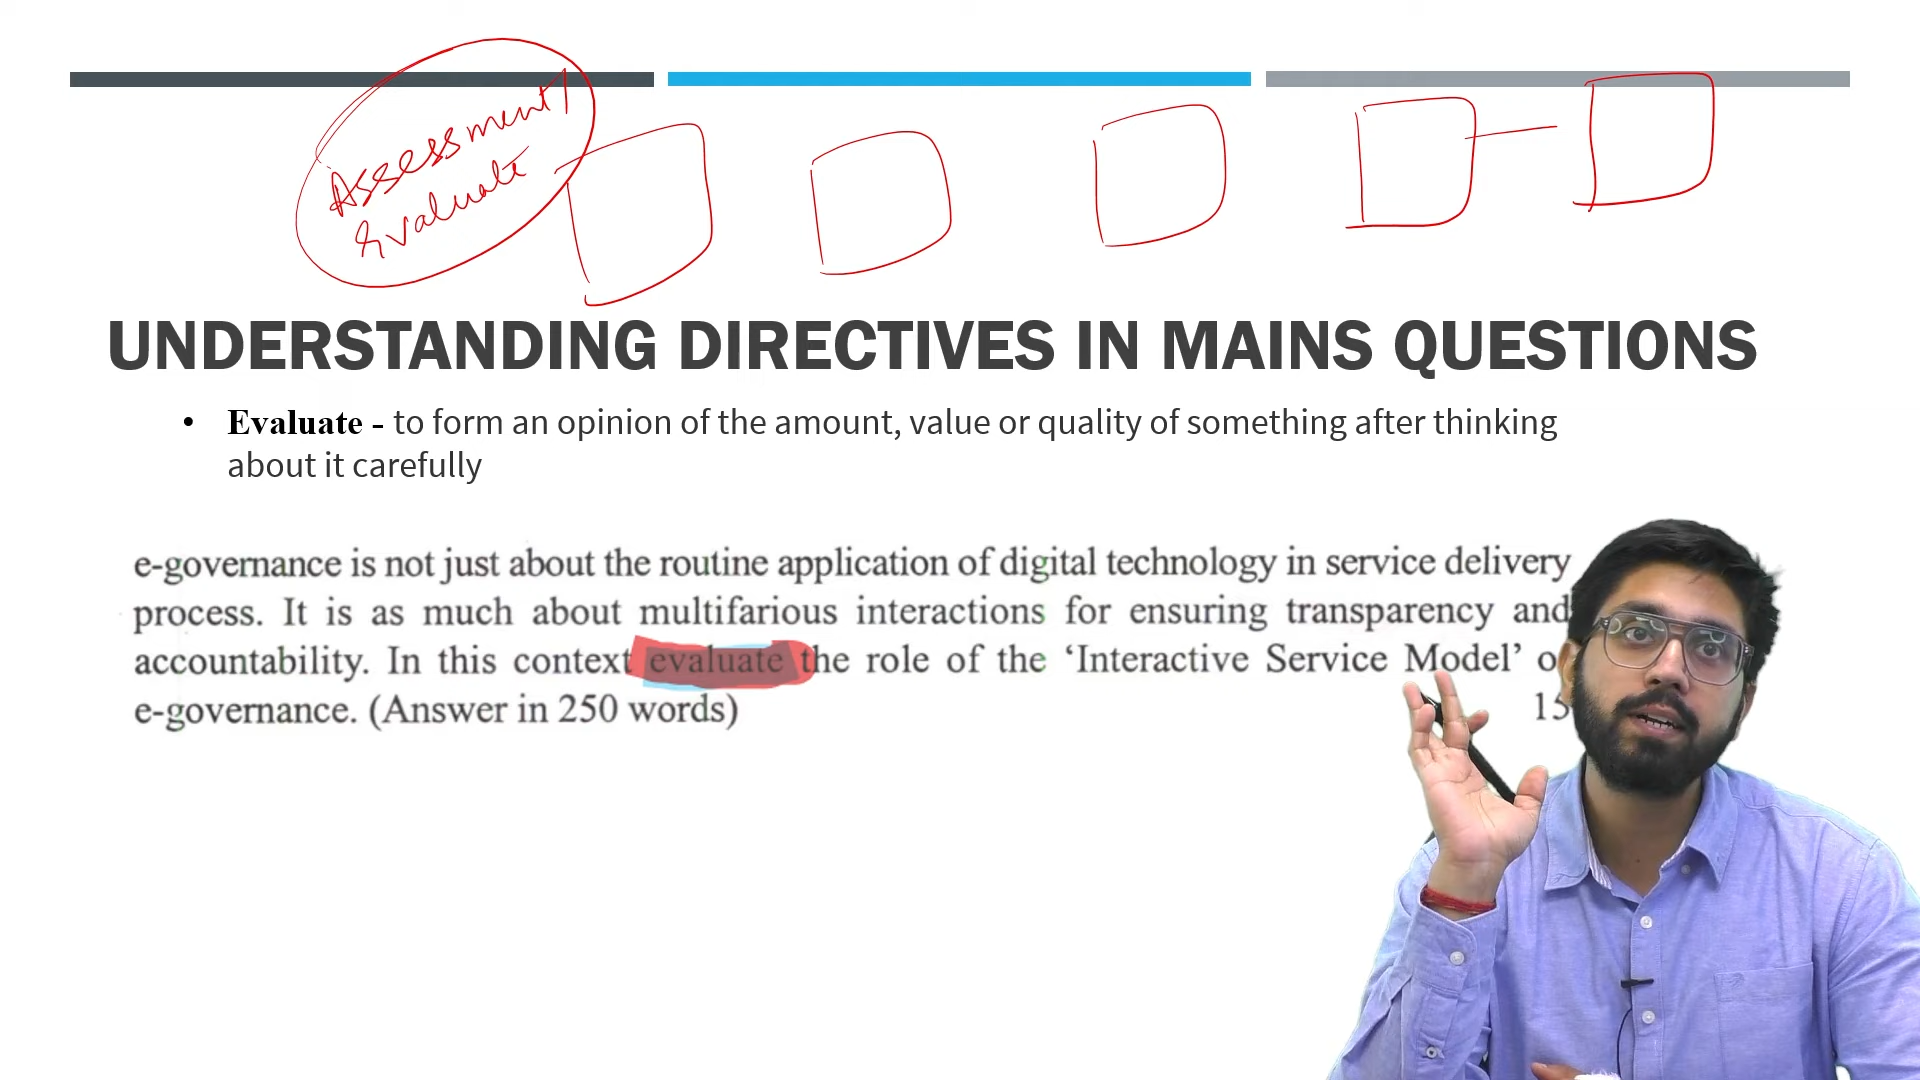 Assessment/
Evaluate
UNDERSTANDING DIRECTIVES IN MAINS QUESTIONS
• Evaluate - to form an opinion of the amount, value or quality of something after thinking
about it carefully
e-governance is not just about the routine application of digital technology in service delivery
process. It is as much about multifarious interactions for ensuring transparency and
accountability. In this context evaluate the role of the ‘Interactive Service Model’ o
e-governance. (Answer in 250 words) 15